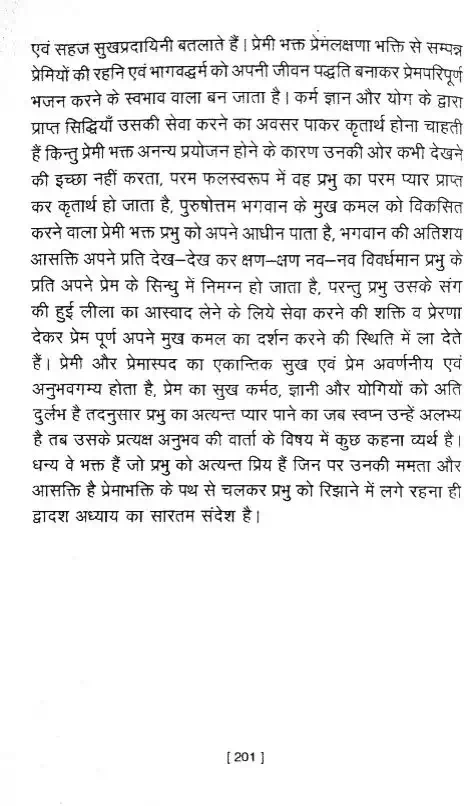 एवं सहज सुखप्रदायिनी बतलाते हैं। प्रेमी भक्त प्रेमलक्षणा भक्ति से सम्पन्न
प्रेमियों की रहनि एवं भागवद्धर्म को अपनी जीवन पद्धति बनाकर प्रेमपरिपूर्ण
भजन करने के स्वभाव वाला बन जाता है। कर्म ज्ञान और योग के द्वारा
प्राप्त सिद्धियाँ उसकी सेवा करने का अवसर पाकर कृतार्थ होना चाहती
हैं किन्तु प्रेमी भक्त अनन्य प्रयोजन होने के कारण उनकी ओर कभी देखने
की इच्छा नहीं करता, परम फलस्वरूप में वह प्रभु का परम प्यार प्राप्त
कर कृतार्थ हो जाता है, पुरुषोत्तम भगवान के मुख कमल को विकसित
करने वाला प्रेमी भक्त प्रभु को अपने आधीन पाता है, भगवान की अतिशय
आसक्ति अपने प्रति देख–देख कर क्षण–क्षण नव–नव विवर्धमान प्रभु के
प्रति अपने प्रेम के सिन्धु में निमग्न हो जाता है, परन्तु प्रभु उसके संग
की हुई लीला का आस्वाद लेने के लिये सेवा करने की शक्ति व प्रेरणा
देकर प्रेम पूर्ण अपने मुख कमल का दर्शन करने की स्थिति में ला देते
हैं। प्रेमी और प्रेमास्पद का एकान्तिक सुख एवं प्रेम अवर्णनीय एवं
अनुभवगम्य होता है, प्रेम का सुख कर्मठ, ज्ञानी और योगियों को अति
दुर्लभ है तदनुसार प्रभु का अत्यन्त प्यार पाने का जब स्वप्न उन्हें अलभ्य
है तब उसके प्रत्यक्ष अनुभव की वार्ता के विषय में कुछ कहना व्यर्थ है।
धन्य वे भक्त हैं जो प्रभु को अत्यन्त प्रिय हैं जिन पर उनकी ममता और
आसक्ति है प्रेमाभक्ति के पथ से चलकर प्रभु को रिझाने में लगे रहना ही
द्वादश अध्याय का सारतम संदेश है।
[ 201 ]